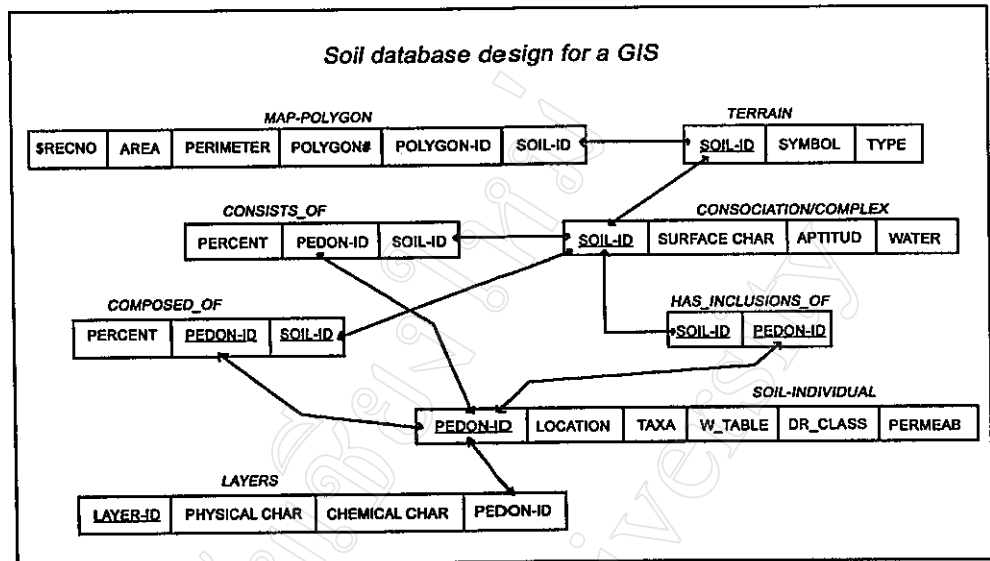 Soil database design for a GIS
MAP-POLYGON
TERRAIN
$RECNO AREA PERIMETER POLYGON# POLYGON-ID SOIL-ID
SOIL-ID SYMBOL TYPE
CONSISTS_OF
CONSOCIATION/COMPLEX
PERCENT PEDON-ID SOIL-ID
SOIL-ID SURFACE CHAR APTITUD WATER
COMPOSED_OF
HAS_INCLUSIONS_OF
PERCENT PEDON-ID SOIL-ID
SOIL-ID PEDON-ID
SOIL-INDIVIDUAL
PEDON-ID LOCATION TAXA W_TABLE DR_CLASS PERMEAB
LAYERS
LAYER-ID PHYSICAL CHAR CHEMICAL CHAR PEDON-ID